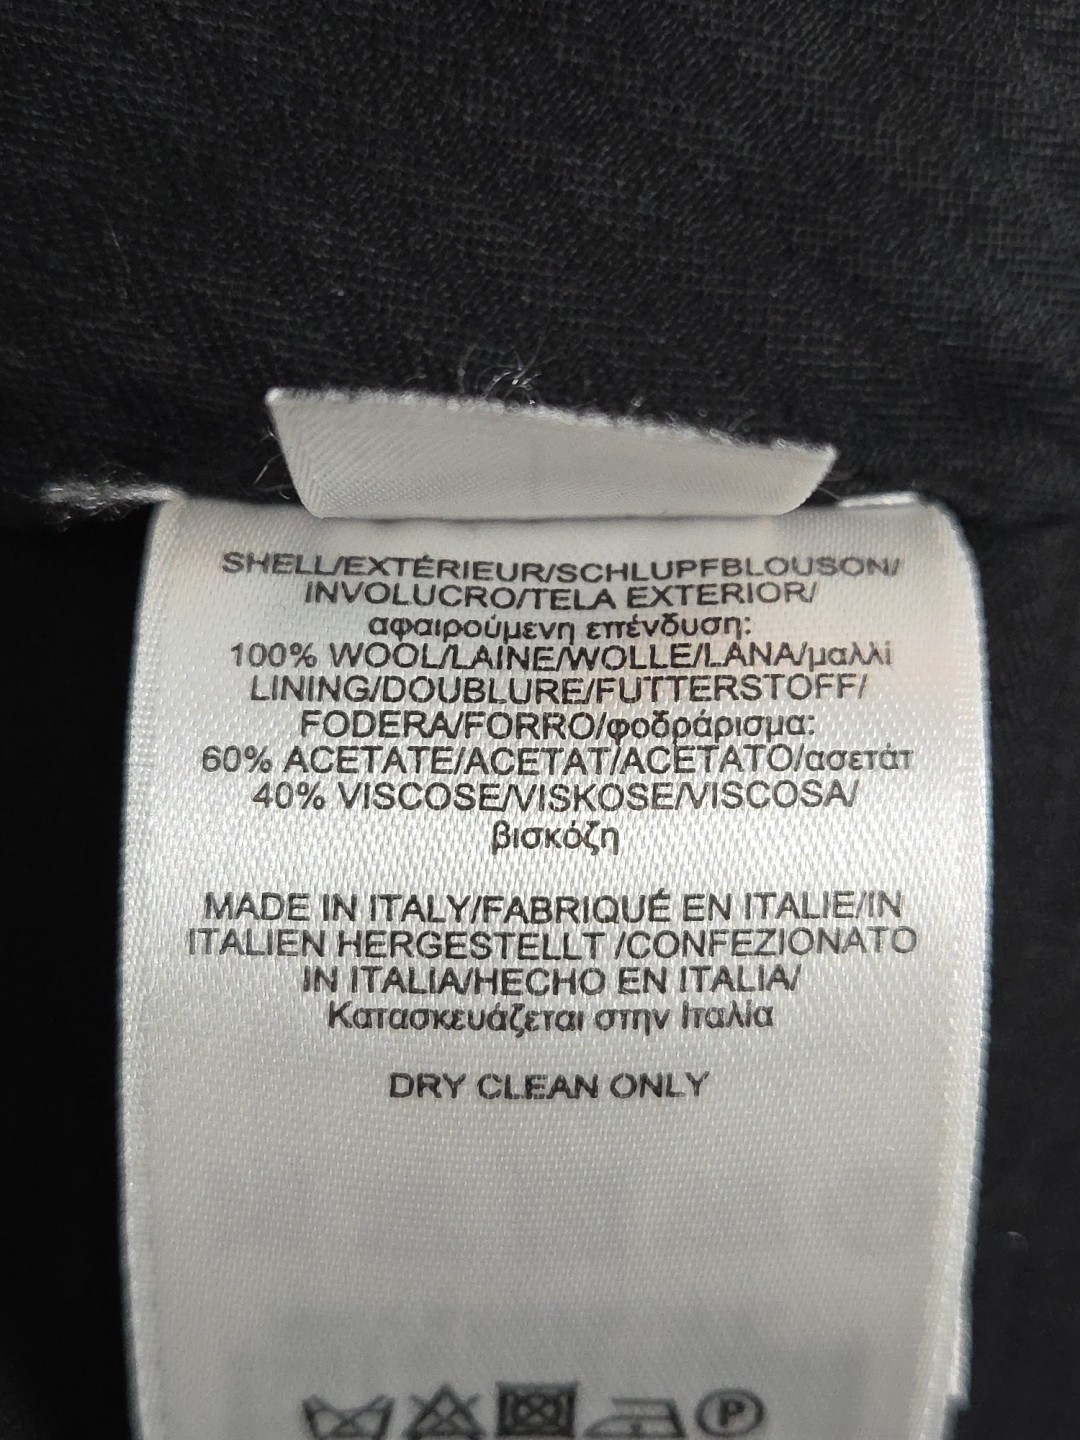 SHELL/EXTÉRIEUR/SCHLUPFBLOUSON/
INVOLUCRO/TELA EXTERIOR/
αφαιρούμενη επένδυση:
100% WOOL/LAINE/WOLLE/LANA/μαλλί
LINING/DOUBLURE/FUTTERSTOFF/
FODERA/FORRO/φοδράρισμα:
60% ACETATE/ACETAT/ACETATO/ασετάτ
40% VISCOSE/VISKOSE/VISCOSA/
βισκόζη
MADE IN ITALY/FABRIQUÉ EN ITALIE/IN
ITALIEN HERGESTELLT /CONFEZIONATO
IN ITALIA/HECHO EN ITALIA/
Κατασκευάζεται στην Ιταλία
DRY CLEAN ONLY
P